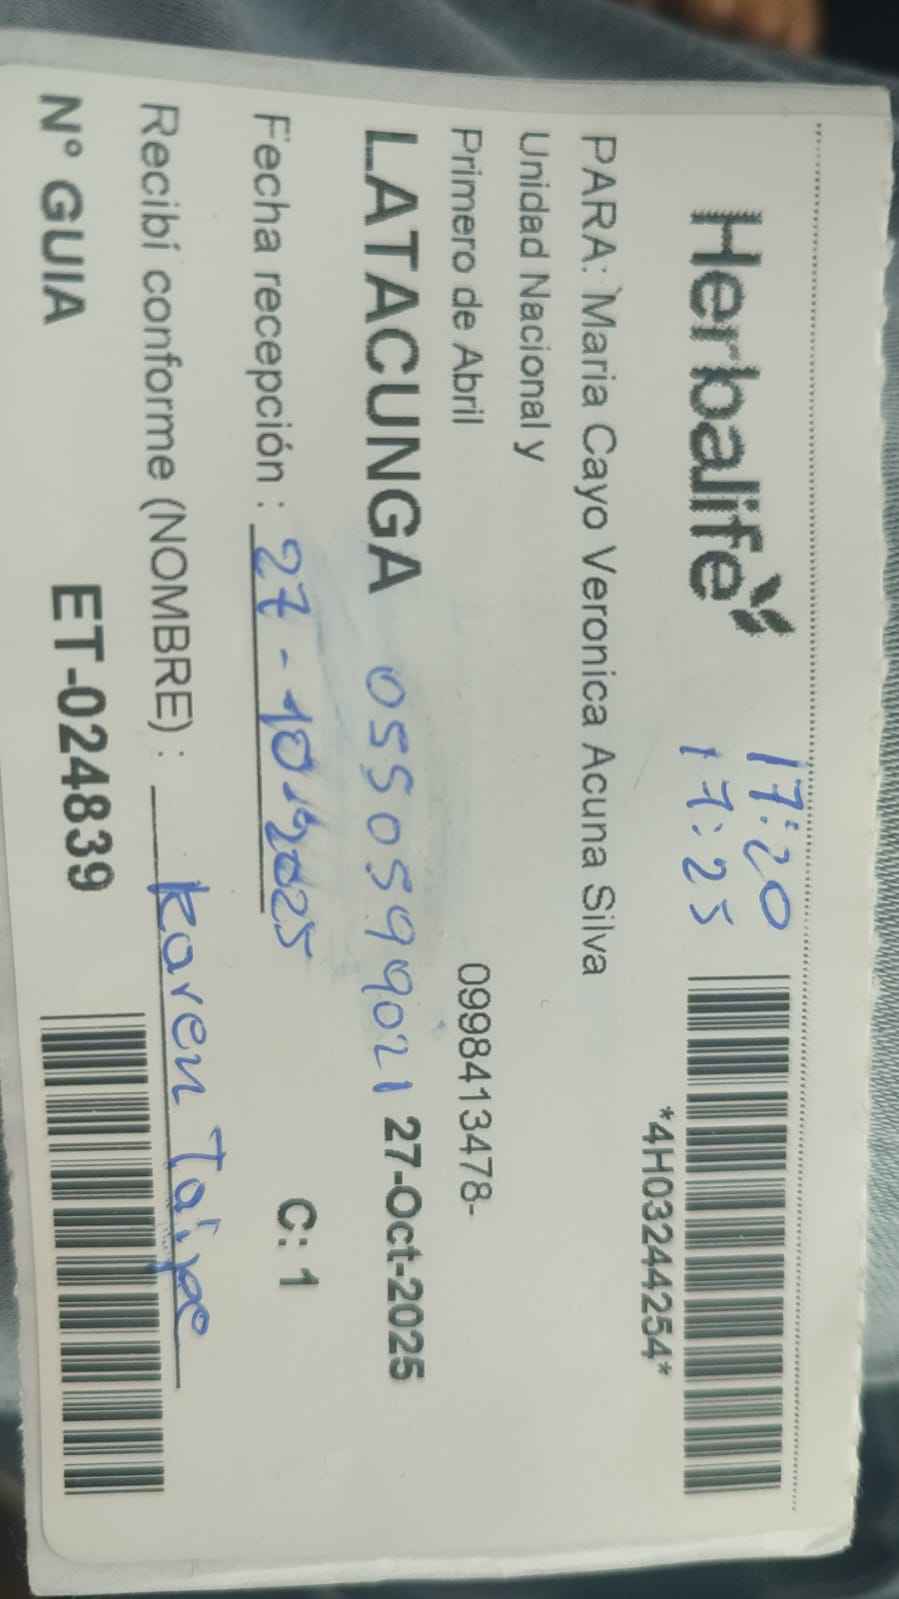 Herbalife
17:20
17:25
*4H03244254*
PARA: Maria Cayo Veronica Acuna Silva
Unidad Nacional y
Primero de Abril
0998413478-
LATACUNGA 0550599021 27-Oct-2025
Fecha recepción : 27-10-2025
C: 1
Recibí conforme (NOMBRE) : Karen Taipe
N° GUIA ET-024839